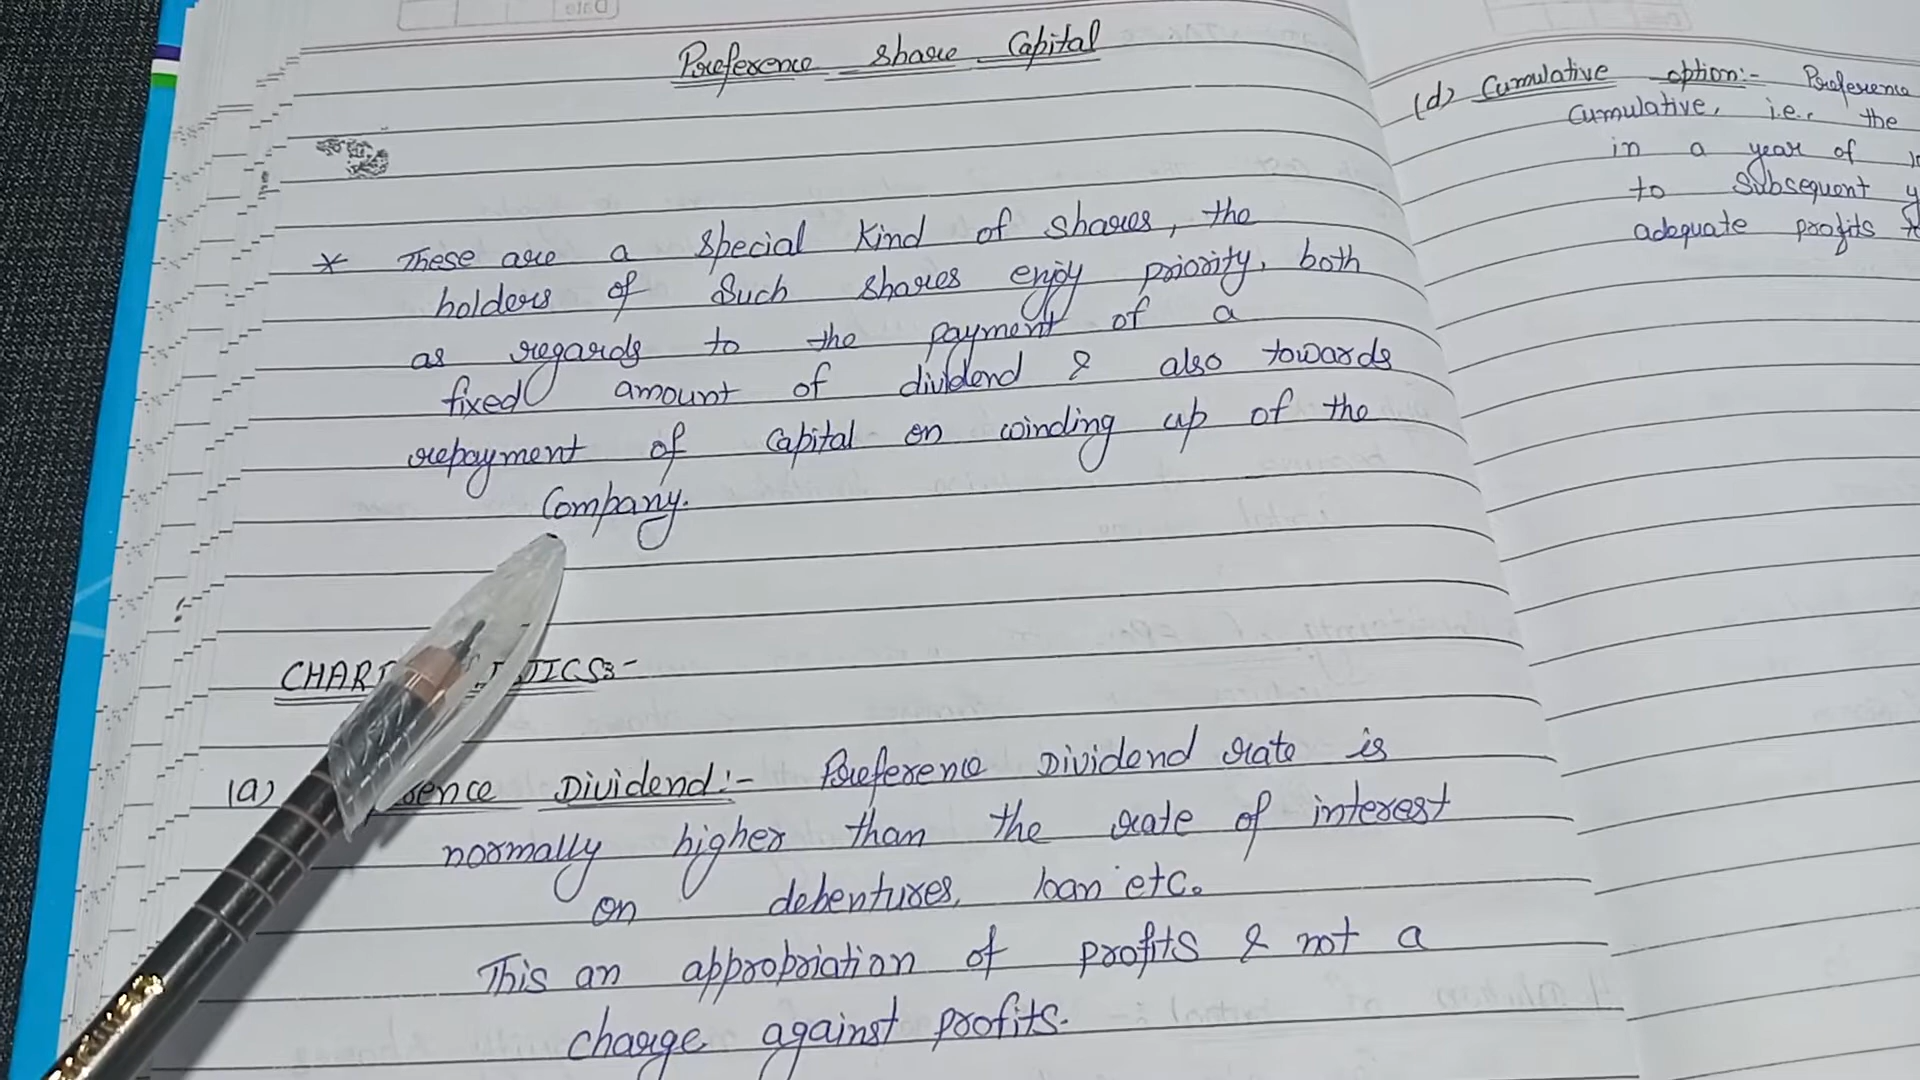 Preference Share Capital
* These are a special kind of shares, the
holders of such shares enjoy priority, both
as regards to the payment of a
fixed amount of dividend & also towards
repayment of capital on winding up of the
Company.
CHAR
(a) Dividend:- Preference Dividend rate is
normally higher than the rate of interest
on debentures, loan etc.
This an appropriation of profits & not a
charge against profits.
(d) Cumulative option:- Preference
Cumulative, i.e., the
in a year of
to subsequent
adequate profits